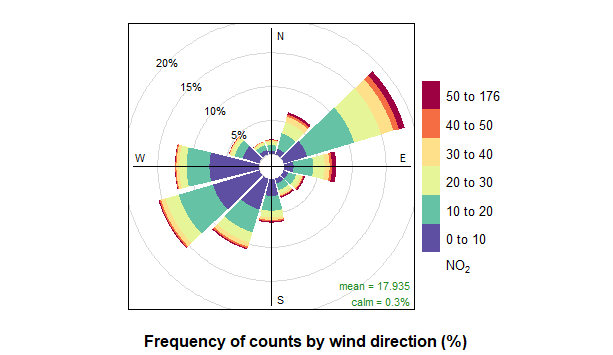 N
20%
15%
10%
5%
W
E
S
mean = 17.935
calm = 0.3%
50 to 176
40 to 50
30 to 40
20 to 30
10 to 20
0 to 10
NO₂
Frequency of counts by wind direction (%)